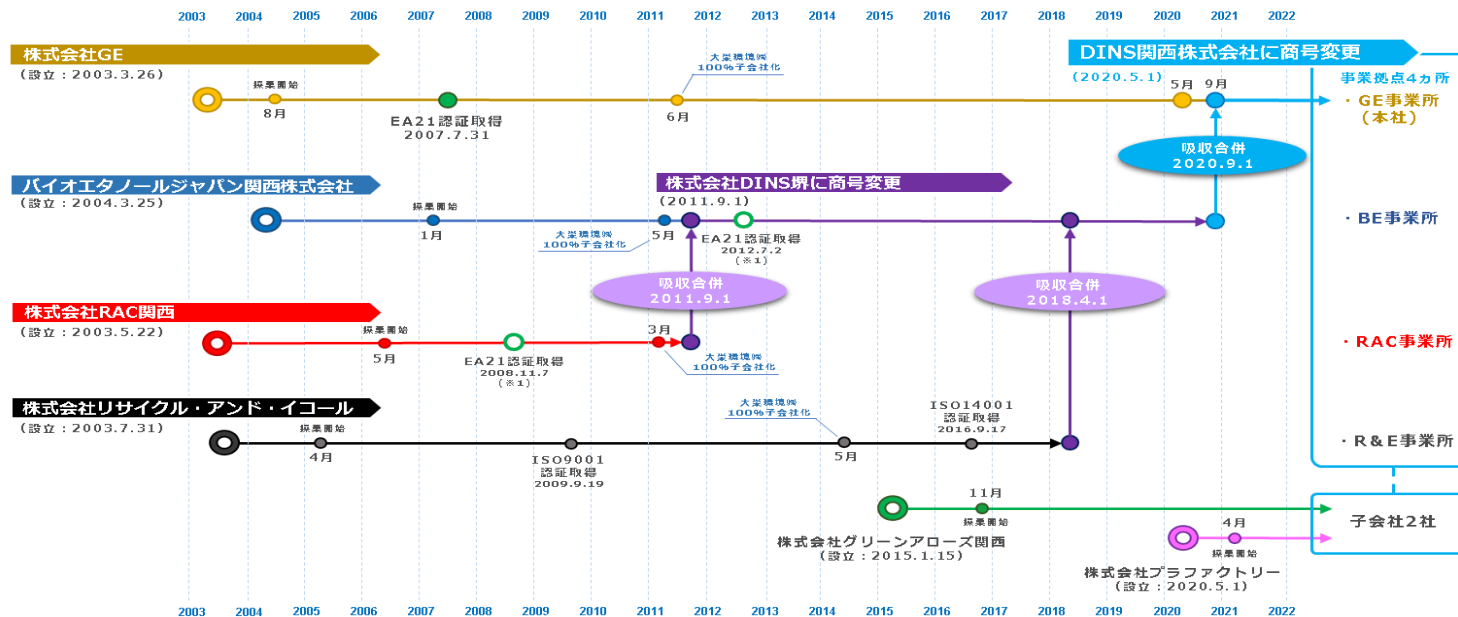 2003 2004 2005 2006 2007 2008 2009 2010 2011 2012 2013 2014 2015 2016 2017 2018 2019 2020 2021 2022
株式会社GE
(設立:2003.3.26)
操業開始
8月
EA21認証取得
2007.7.31
大栄環境㈱
100%子会社化
6月
DINS関西株式会社に商号変更
(2020.5.1)
5月
9月
事業拠点4ヵ所
・GE事業所
(本社)
吸収合併
2020.9.1
バイオエタノールジャパン関西株式会社
(設立:2004.3.25)
操業開始
1月
大栄環境㈱
100%子会社化
5月
株式会社DINS堺に商号変更
(2011.9.1)
EA21認証取得
2012.7.2
(※1)
・BE事業所
吸収合併
2011.9.1
吸収合併
2018.4.1
株式会社RAC関西
(設立:2003.5.22)
操業開始
5月
EA21認証取得
2008.11.7
(※1)
3月
大栄環境㈱
100%子会社化
・RAC事業所
株式会社リサイクル・アンド・イコール
(設立:2003.7.31)
操業開始
4月
ISO9001
認証取得
2009.9.19
大栄環境㈱
100%子会社化
5月
ISO14001
認証取得
2016.9.17
・R&E事業所
11月
操業開始
株式会社グリーンアローズ関西
(設立:2015.1.15)
4月
操業開始
株式会社プラファクトリー
(設立:2020.5.1)
子会社2社
2003 2004 2005 2006 2007 2008 2009 2010 2011 2012 2013 2014 2015 2016 2017 2018 2019 2020 2021 2022